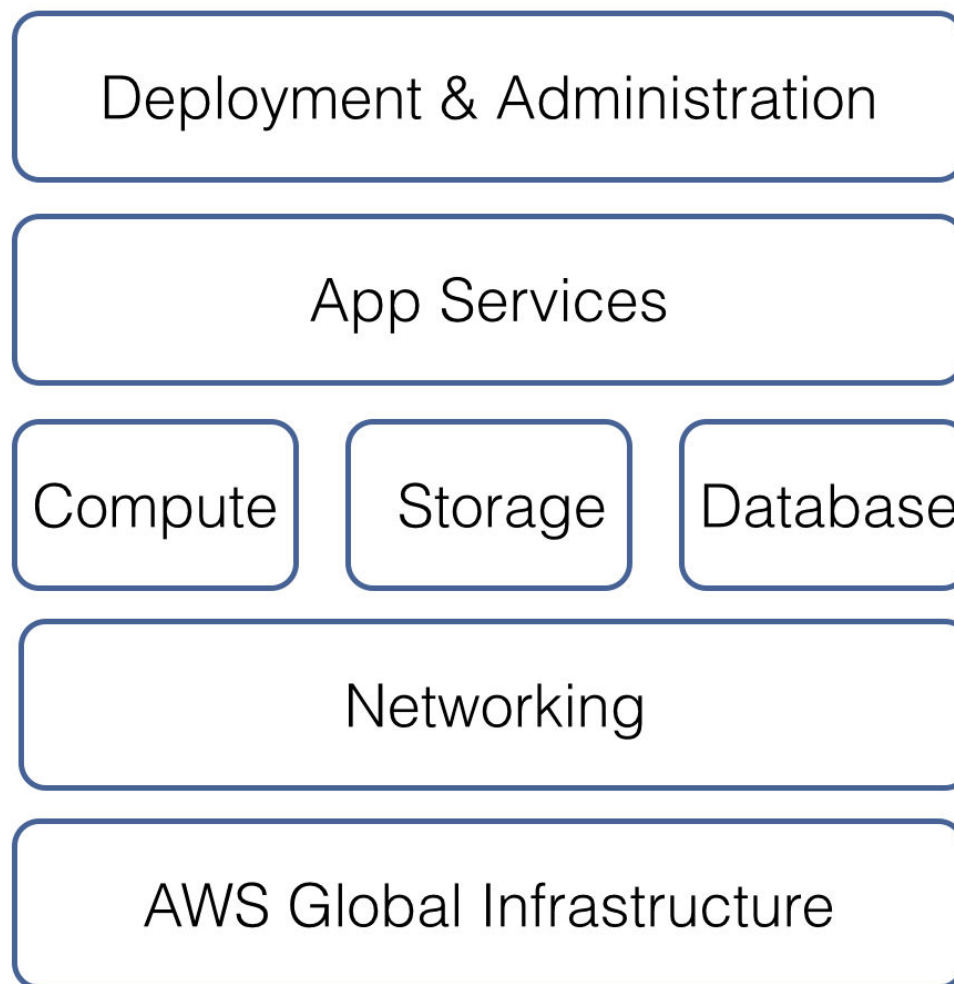 Deployment & Administration
App Services
Compute Storage Database
Networking
AWS Global Infrastructure